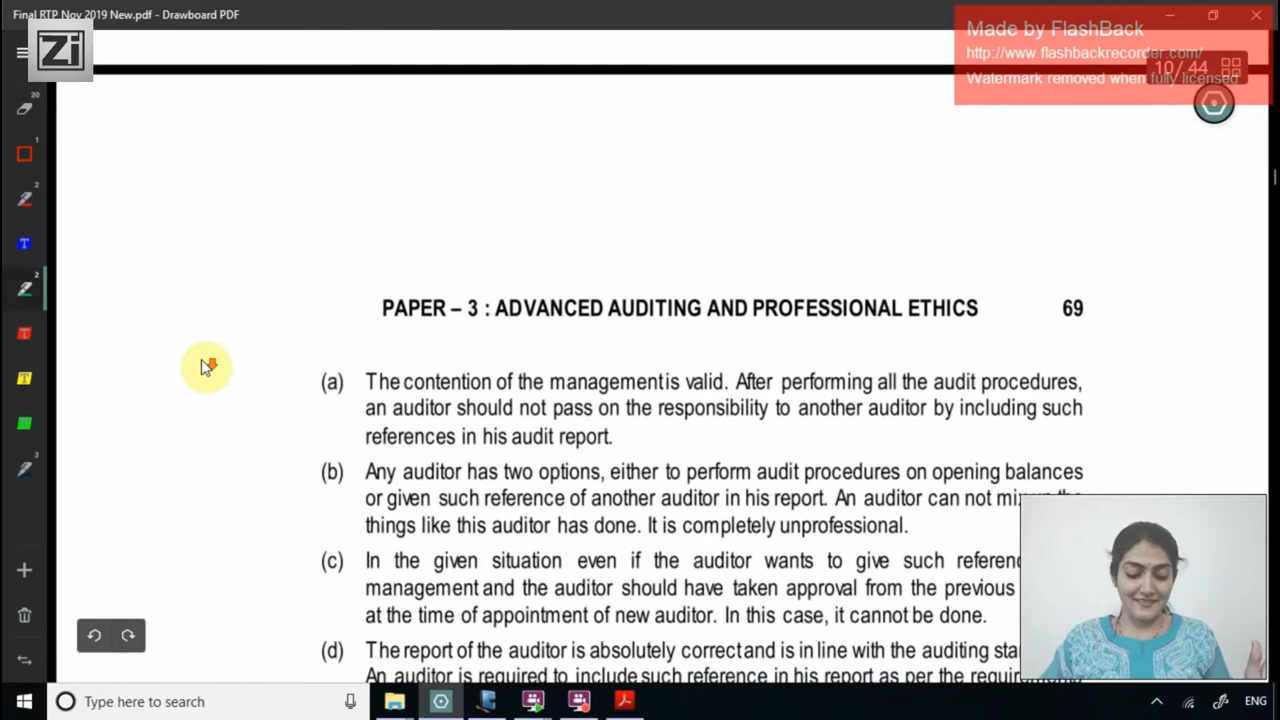 Final RTP Nov 2019 New.pdf - Drawboard PDF
Zi
Made by FlashBack
http://www.flashbackrecorder.com/
10/44
Watermark removed when fully licensed
20
1
2
T
2
T
T
2
PAPER – 3 : ADVANCED AUDITING AND PROFESSIONAL ETHICS 69
(a) The contention of the management is valid. After performing all the audit procedures,
an auditor should not pass on the responsibility to another auditor by including such
references in his audit report.
(b) Any auditor has two options, either to perform audit procedures on opening balances
or given such reference of another auditor in his report. An auditor can not mix up the
things like this auditor has done. It is completely unprofessional.
(c) In the given situation even if the auditor wants to give such
management and the auditor should have taken approval from the previous
at the time of appointment of new auditor. In this case, it cannot be done.
(d) The report of the auditor is absolutely correct and is in line with the auditing
An auditor is required to include such reference in his report as per the
Type here to search
ENG